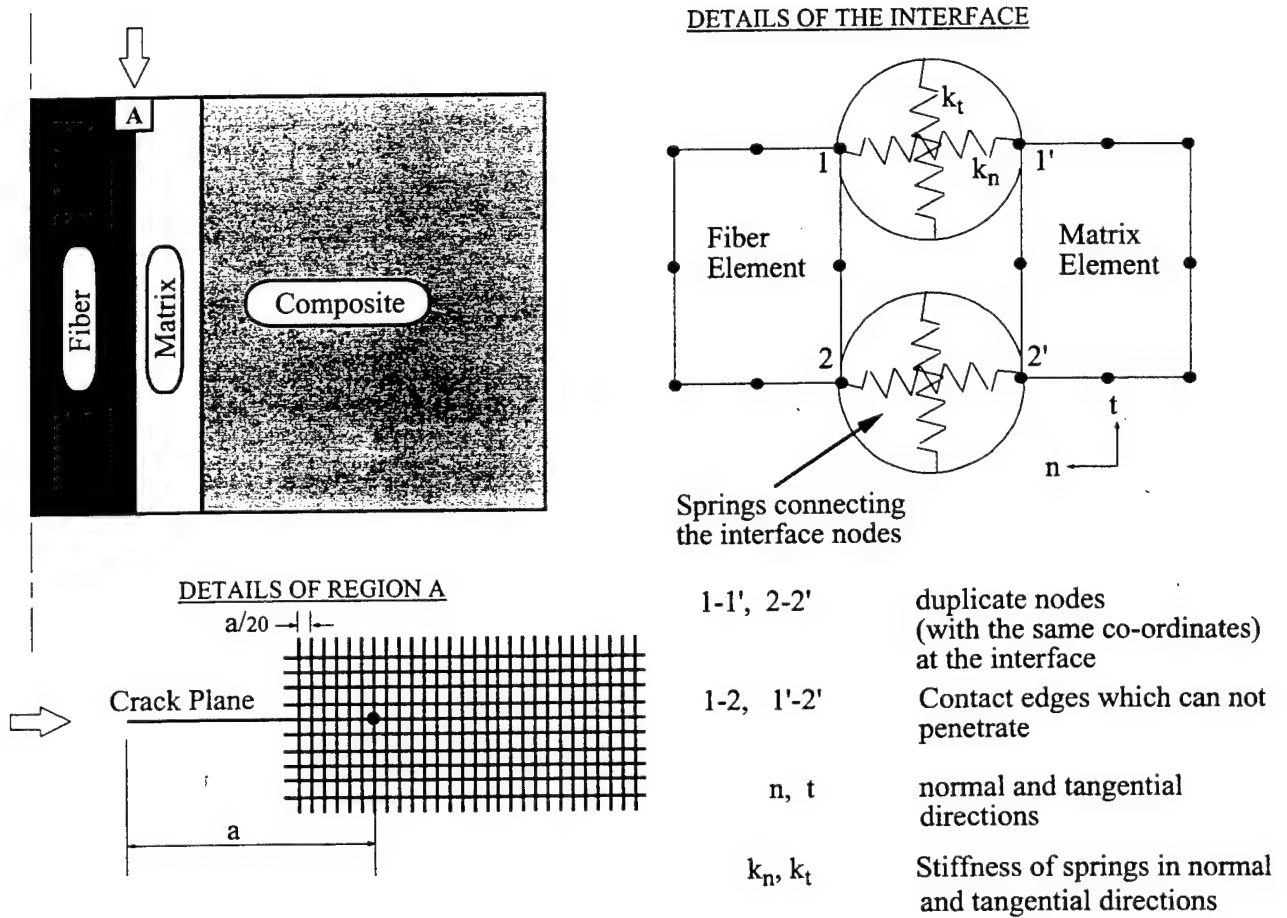 A
Fiber
Matrix
Composite
DETAILS OF REGION A
a/20
Crack Plane
a
DETAILS OF THE INTERFACE
k_t
1
1'
k_n
Fiber
Element
Matrix
Element
2
2'
t
n
Springs connecting
the interface nodes
1-1', 2-2' duplicate nodes
(with the same co-ordinates)
at the interface
1-2, 1'-2' Contact edges which can not
penetrate
n, t normal and tangential
directions
k_n, k_t Stiffness of springs in normal
and tangential directions